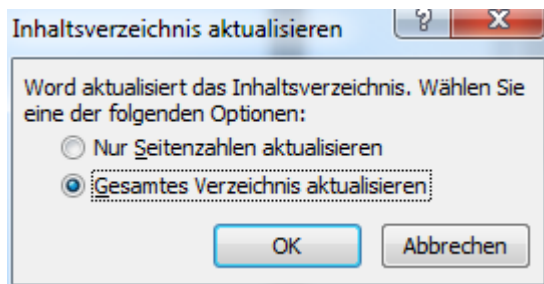 Inhaltsverzeichnis aktualisieren
Word aktualisiert das Inhaltsverzeichnis. Wählen Sie
eine der folgenden Optionen:
Nur Seitenzahlen aktualisieren
Gesamtes Verzeichnis aktualisieren
OK
Abbrechen